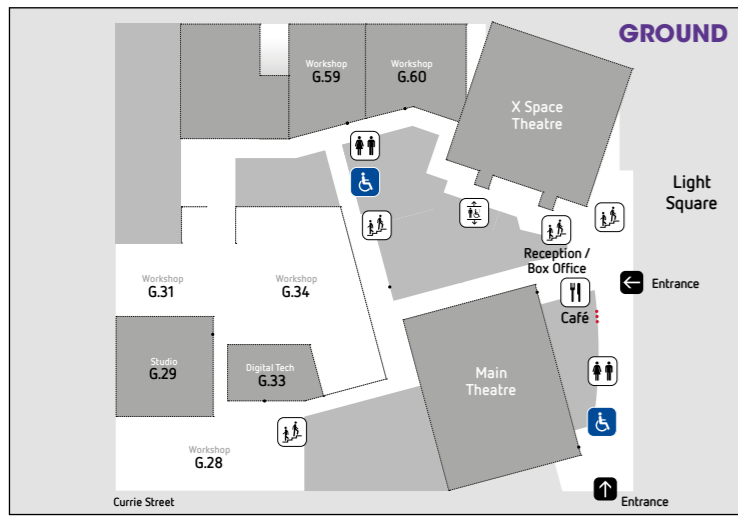 GROUND
Workshop
G.59
Workshop
G.60
X Space
Theatre
Light
Square
Reception /
Box Office
Workshop
G.31
Workshop
G.34
Entrance
Café
Studio
G.29
Digital Tech
G.33
Main
Theatre
Workshop
G.28
Currie Street
Entrance